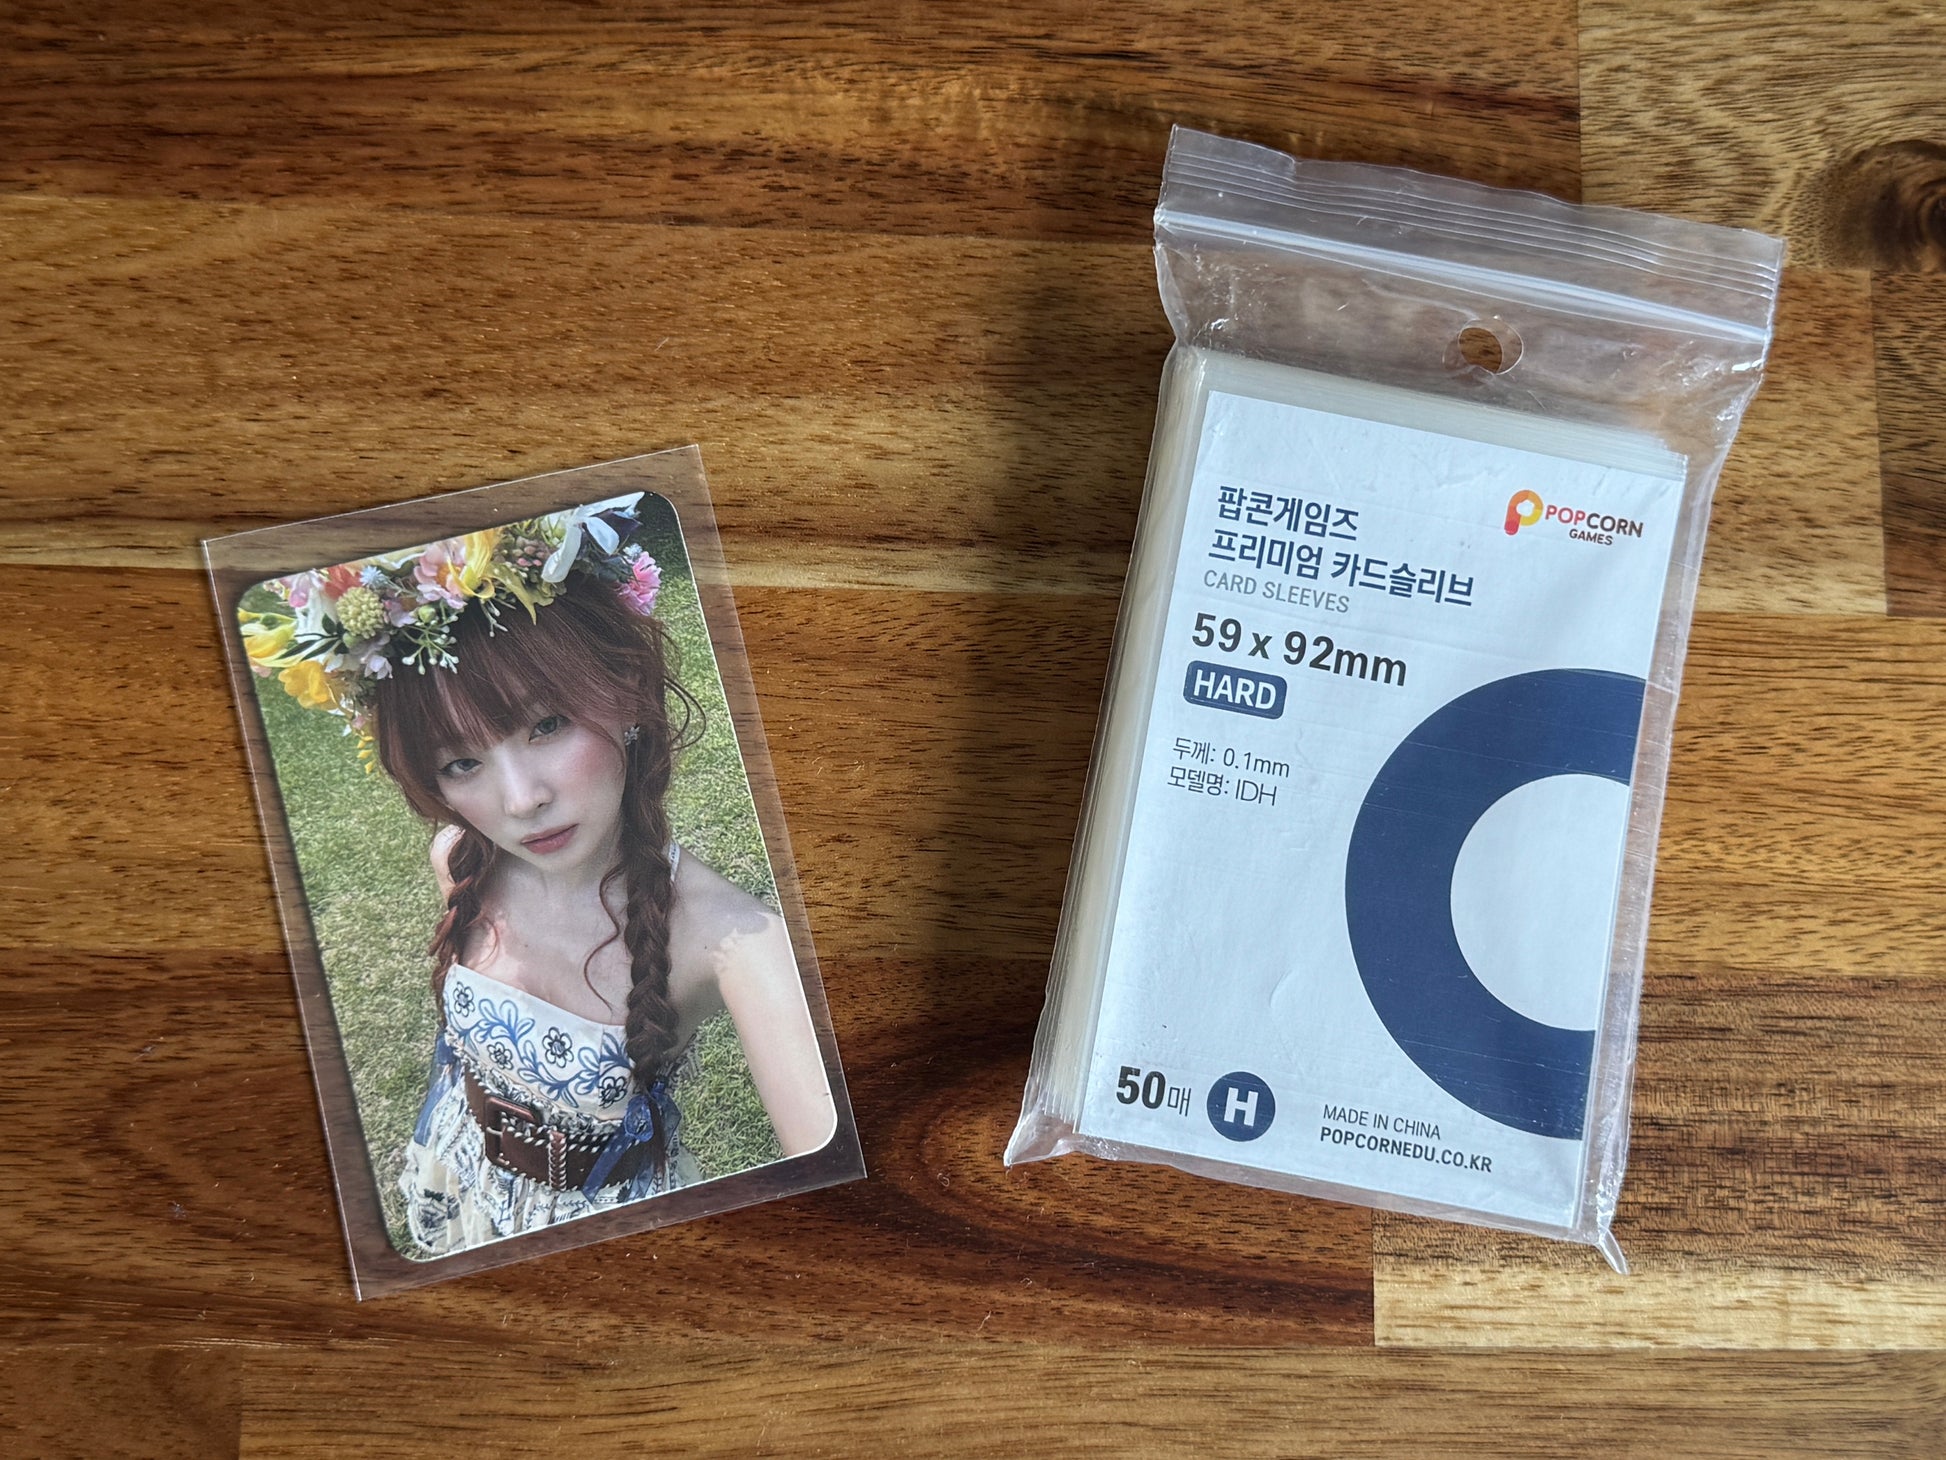 팝콘게임즈
프리미엄 카드슬리브
CARD SLEEVES
POPCORN
GAMES
59 x 92mm
HARD
두께: 0.1mm
모델명: IDH
50매
H
MADE IN CHINA
POPCORNEDU.CO.KR